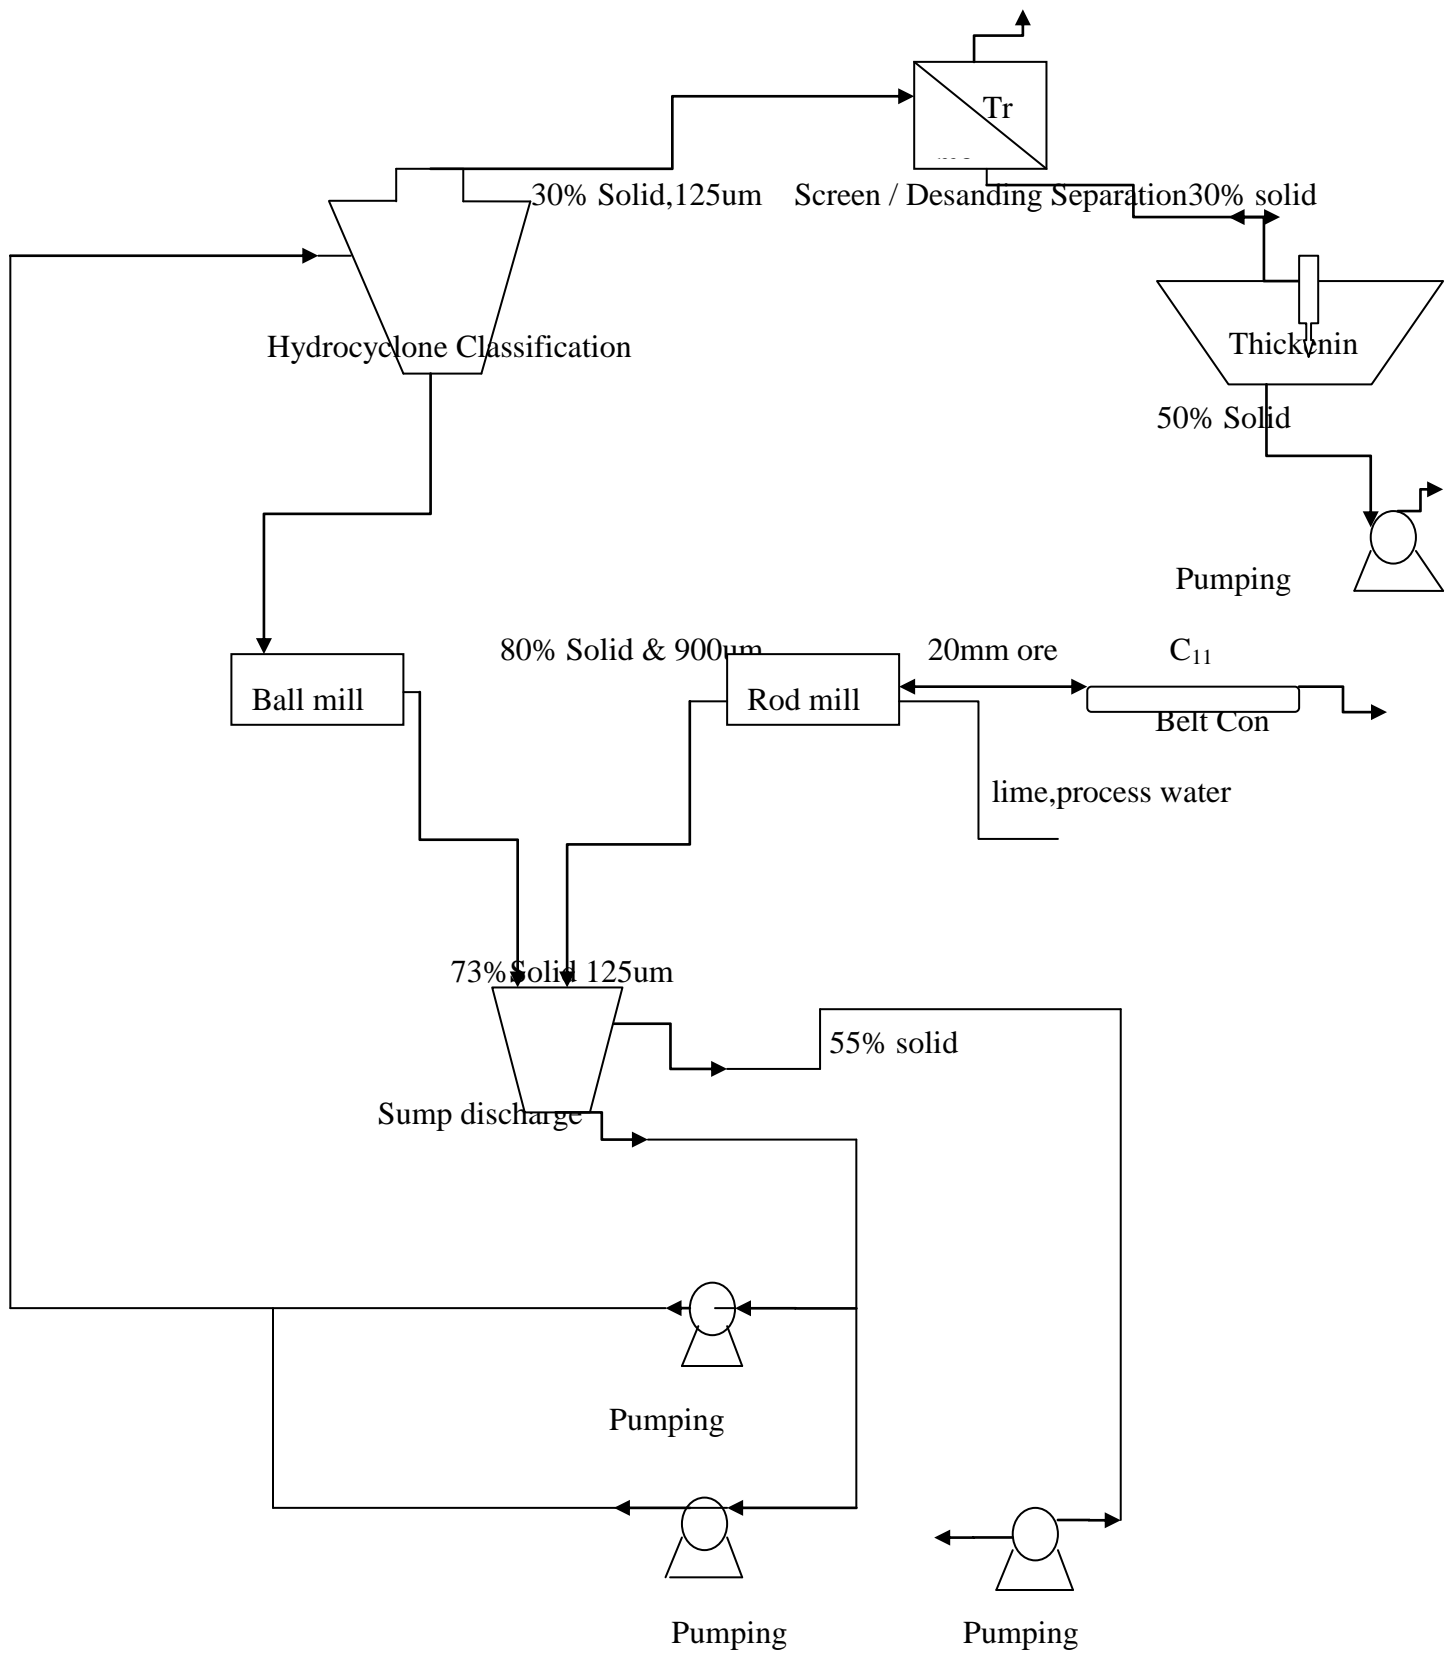 Tr
30% Solid,125um
Screen / Desanding Separation30% solid
Hydrocyclone Classification
Thickenin
50% Solid
Pumping
80% Solid & 900um
20mm ore
C₁₁
Ball mill
Rod mill
Belt Con
lime,process water
73%Solid 125um
55% solid
Sump discharge
Pumping
Pumping
Pumping